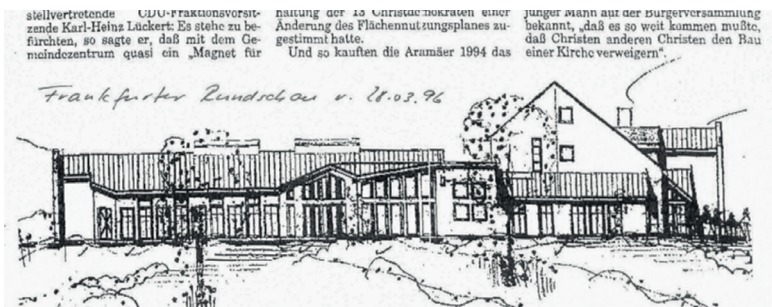 stellvertretende CDU-Fraktionsvorsit-
zende Karl-Heinz Lückert: Es stehe zu be-
fürchten, so sagte er, daß mit dem Ge-
meindezentrum quasi ein „Magnet für
haltung der 13 Christdemokraten einer
Änderung des Flächennutzungsplanes zu-
gestimmt hatte.
Und so kauften die Aramäer 1994 das
junger Mann auf der Bürgerversammlung
bekannt, „daß es so weit kommen mußte,
daß Christen anderen Christen den Bau
einer Kirche verweigern“.
Frankfurter Rundschau v. 28.03.96